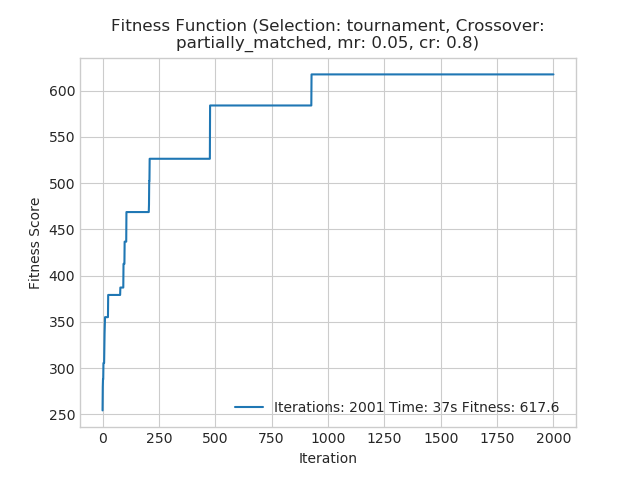 Fitness Function (Selection: tournament, Crossover:
partially_matched, mr: 0.05, cr: 0.8)
600
550
500
450
400
350
300
250
Fitness Score
Iterations: 2001 Time: 37s Fitness: 617.6
0 250 500 750 1000 1250 1500 1750 2000
Iteration